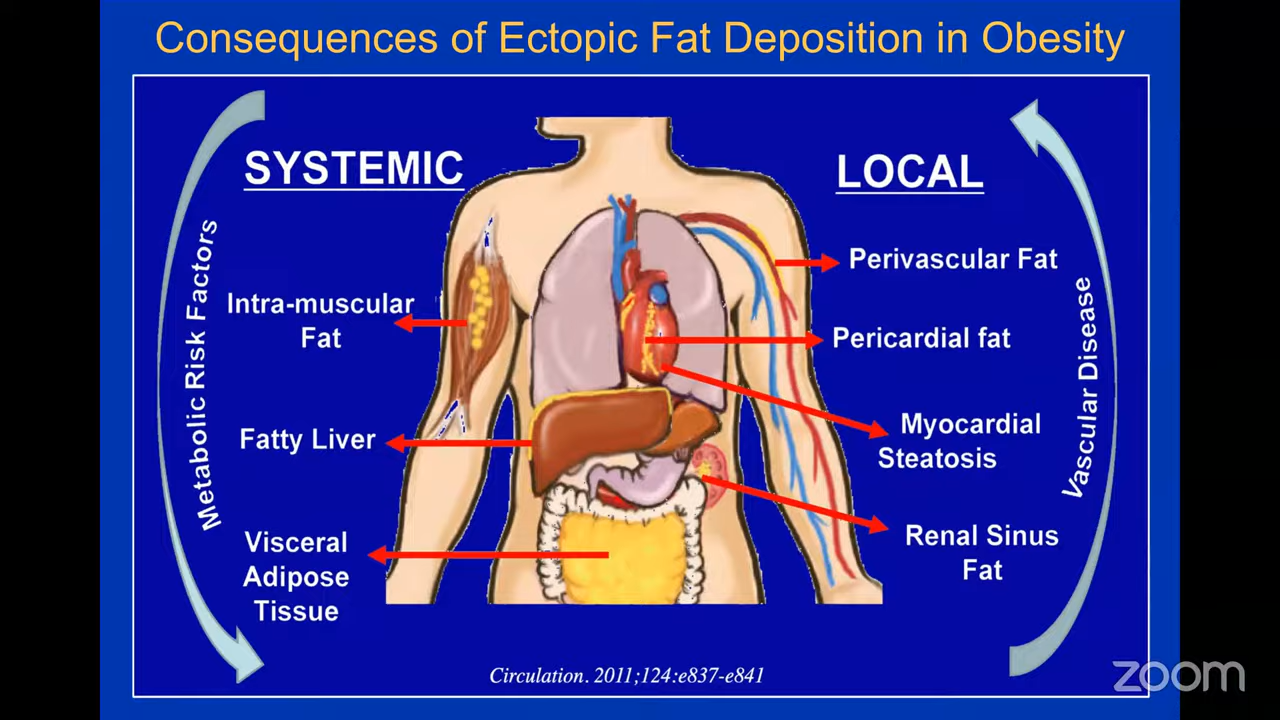 Consequences of Ectopic Fat Deposition in Obesity
SYSTEMIC
Metabolic Risk Factors
Intra-muscular
Fat
Fatty Liver
Visceral
Adipose
Tissue
LOCAL
Perivascular Fat
Pericardial fat
Myocardial
Steatosis
Renal Sinus
Fat
Vascular Disease
Circulation. 2011;124:e837-e841
zoom